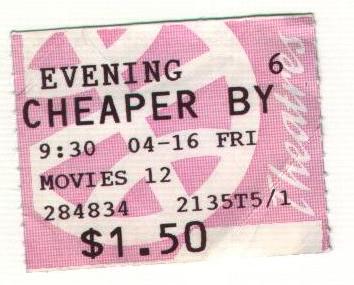 EVENING 6
CHEAPER BY
9:30 04-16 FRI
MOVIES 12
284834 2135T5/1
$1.50
Theatres